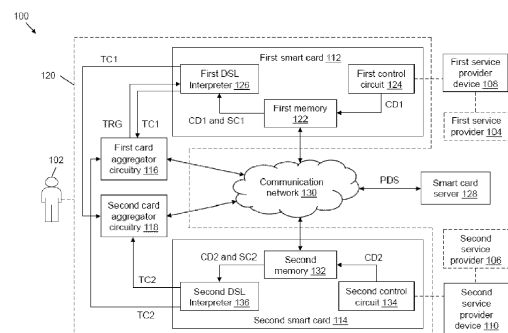 100
120
102
TC1
First smart card 112
First DSL
Interpreter 126
First control
circuit 124
CD1
CD1 and SC1
First memory
122
First service
provider
device 108
First service
provider 104
TRG
TC1
First card
aggregator
circuitry 116
Second card
aggregator
circuitry 118
Communication
network 130
PDS
Smart card
server 128
TC2
TC2
CD2 and SC2
Second
memory
132
CD2
Second DSL
Interpreter 136
Second control
circuit 134
Second smart card 114
Second
service
provider 106
Second
service
provider
device 110